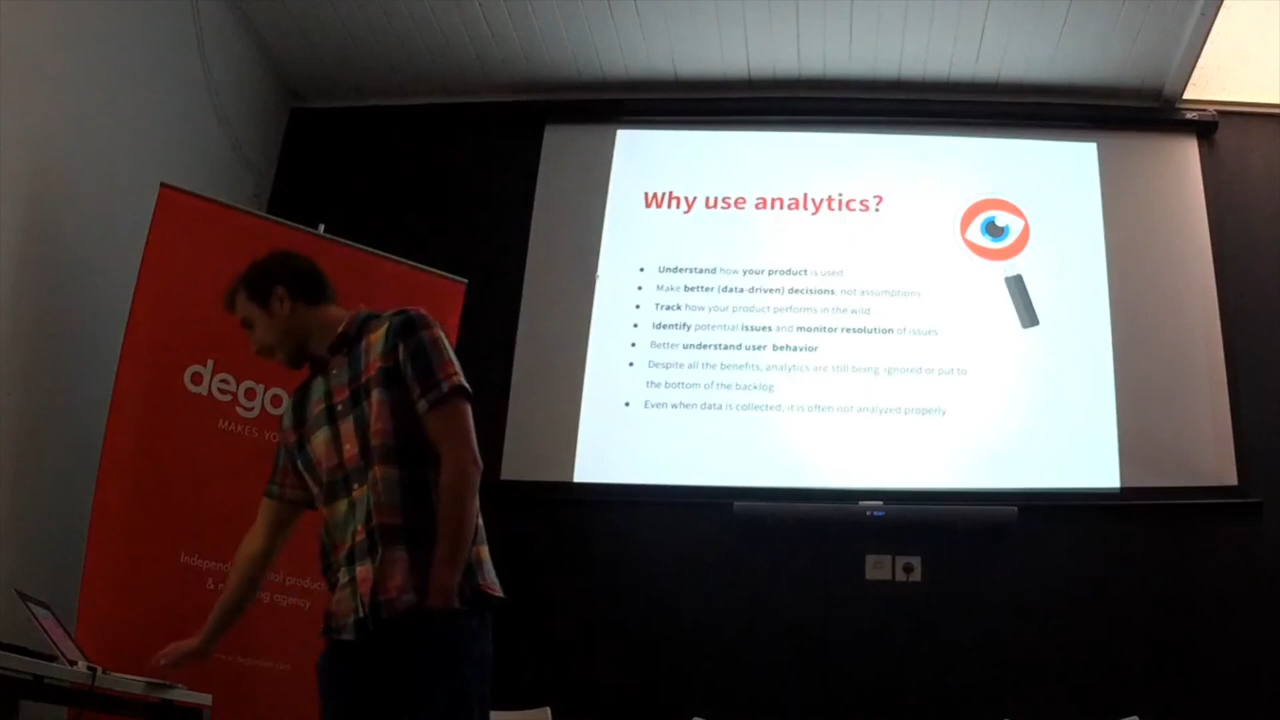 Why use analytics?
Understand how your product is used
Make better (data-driven) decisions, not assumptions
Track how your product performs in the wild
Identify potential issues and monitor resolution of issues
Better understand user behavior
Despite all the benefits, analytics are still being ignored or put to
the bottom of the backlog
Even when data is collected, it is often not analyzed properly
dego
MAKES YO
& agency